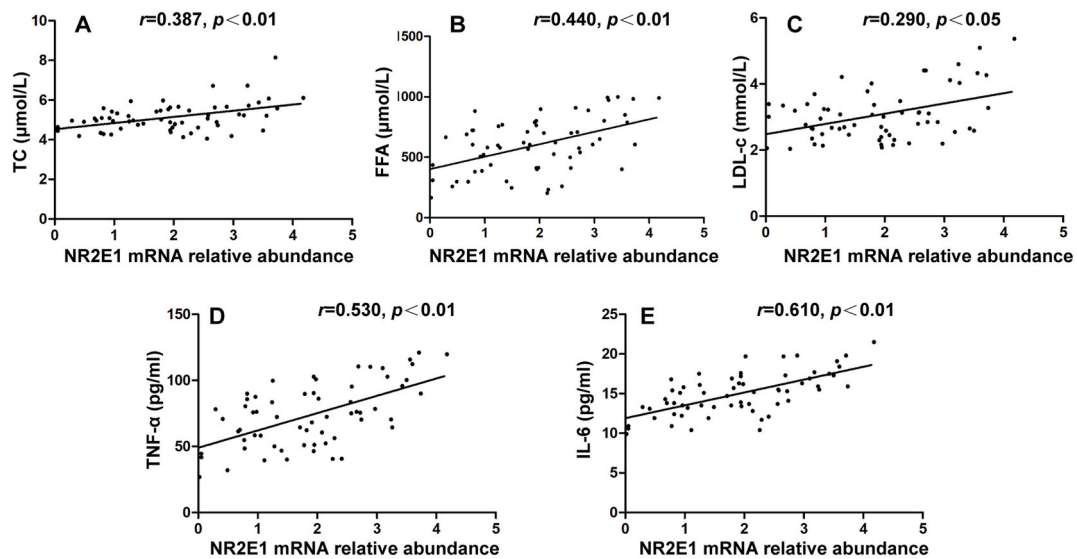 A
r=0.387, p＜0.01
TC (μmol/L)
10
8
6
4
2
0
0 1 2 3 4 5
NR2E1 mRNA relative abundance
B
r=0.440, p＜0.01
FFA (μmol/L)
1500
1000
500
0
0 1 2 3 4 5
NR2E1 mRNA relative abundance
C
r=0.290, p＜0.05
LDL-c (mmol/L)
6
4
2
0
0 1 2 3 4 5
NR2E1 mRNA relative abundance
D
r=0.530, p＜0.01
TNF-α (pg/ml)
150
100
50
0
0 1 2 3 4 5
NR2E1 mRNA relative abundance
E
r=0.610, p＜0.01
IL-6 (pg/ml)
25
20
15
10
5
0
0 1 2 3 4 5
NR2E1 mRNA relative abundance